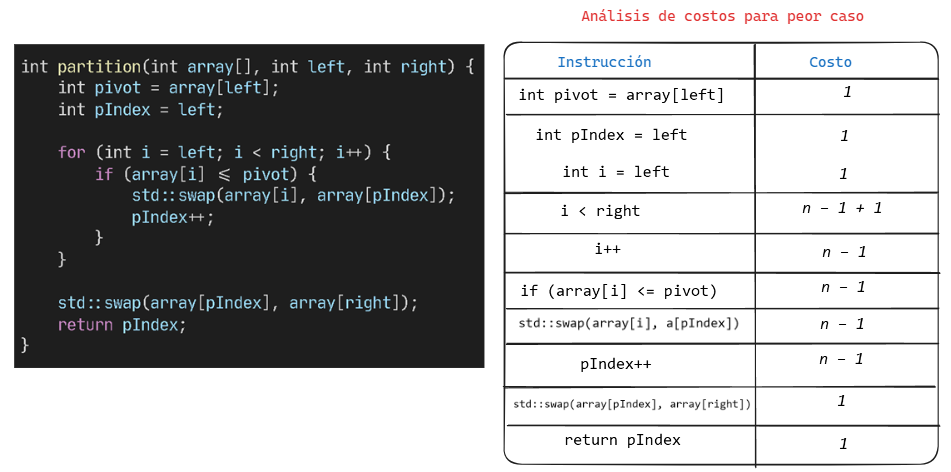 Análisis de costos para peor caso
int partition(int array[], int left, int right) {
int pivot = array[left];
int pIndex = left;
for (int i = left; i < right; i++) {
if (array[i] <= pivot) {
std::swap(array[i], array[pIndex]);
pIndex++;
}
}
std::swap(array[pIndex], array[right]);
return pIndex;
}
Instrucción Costo
int pivot = array[left] 1
int pIndex = left 1
int i = left 1
i < right n - 1 + 1
i++ n - 1
if (array[i] <= pivot) n - 1
std::swap(array[i], a[pIndex]) n - 1
pIndex++ n - 1
std::swap(array[pIndex], array[right]) 1
return pIndex 1